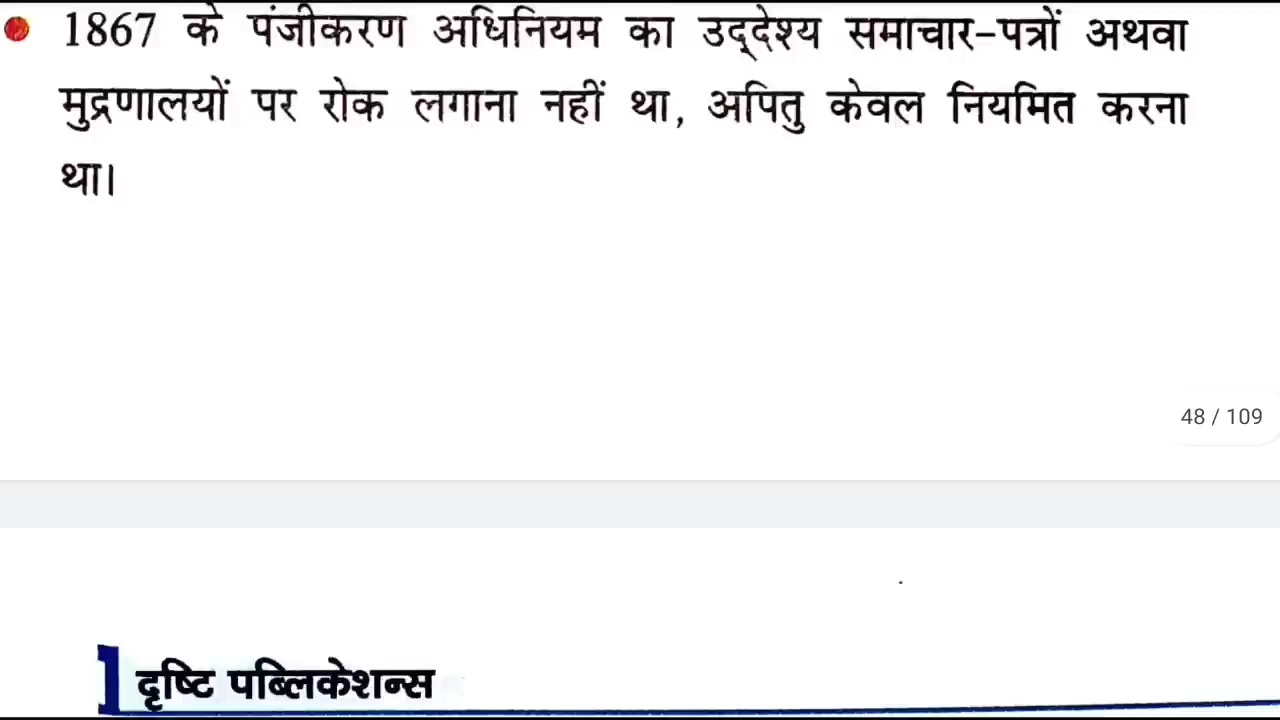 1867 के पंजीकरण अधिनियम का उद्देश्य समाचार-पत्रों अथवा
मुद्रणालयों पर रोक लगाना नहीं था, अपितु केवल नियमित करना
था।
48 / 109
दृष्टि पब्लिकेशन्स